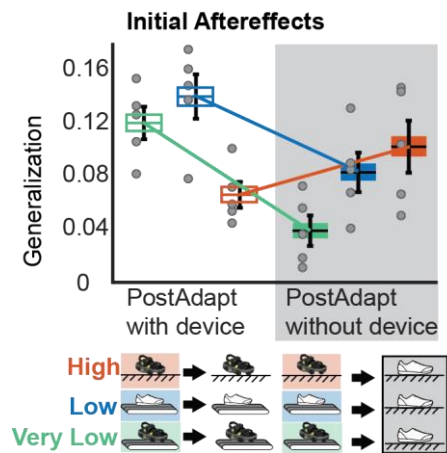 Initial Aftereffects
Generalization
0.16
0.12
0.08
0.04
0
PostAdapt
with device
PostAdapt
without device
High
Low
Very Low